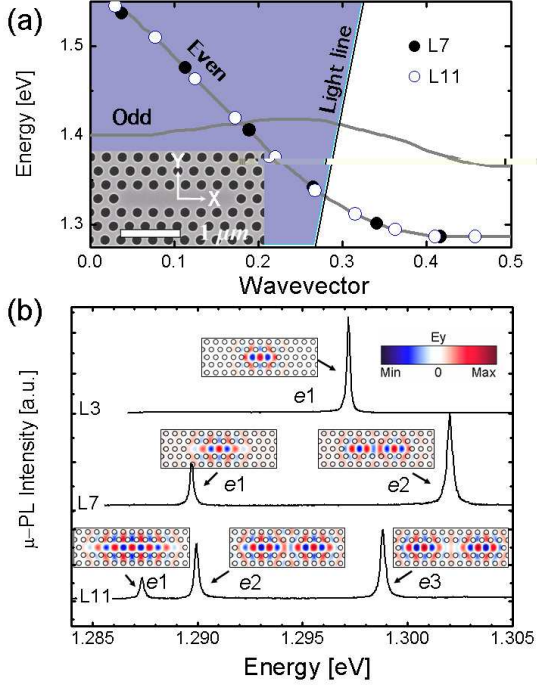 (a)
1.5
1.4
1.3
Energy [eV]
Even
Odd
Light line
L7
L11
Y
X
1 μm
0.0 0.1 0.2 0.3 0.4 0.5
Wavevector
(b)
Ey
Min 0 Max
e1
L3
e1
e2
L7
e1
e2
e3
L11
μ–PL Intensity [a.u.]
1.285 1.290 1.295 1.300 1.305
Energy [eV]